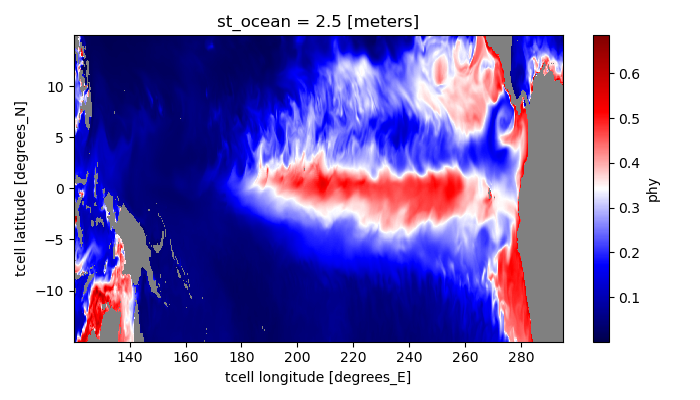 st_ocean = 2.5 [meters]
10
5
0
−5
−10
tcell latitude [degrees_N]
140 160 180 200 220 240 260 280
tcell longitude [degrees_E]
0.6
0.5
0.4
0.3
0.2
0.1
phy